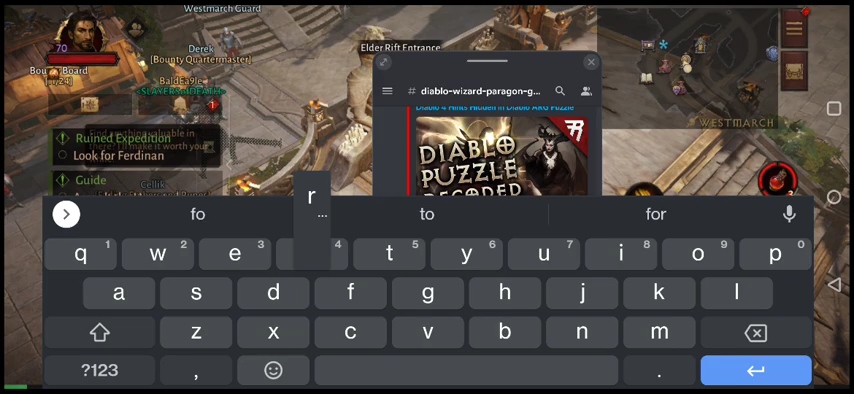 Westmarch Guard
70
Derek
[Bounty Quartermaster]
Elder Rift Entrance
Board
BaldEa9le
<SLAYERSofDEATH>
1
Ruined Expedition
Look for Ferdinan
Guide
Cellik
# diablo-wizard-paragon-g...
Diablo 4 Hints Hidden in Diablo ARG Puzzle
DIABLO
PUZZLE
DECODED
WESTMARCH
fo
r
...
to
for
q 1 w 2 e 3 4 t 5 y 6 u 7 i 8 o 9 p 0
a s d f g h j k l
z x c v b n m
?123 , .